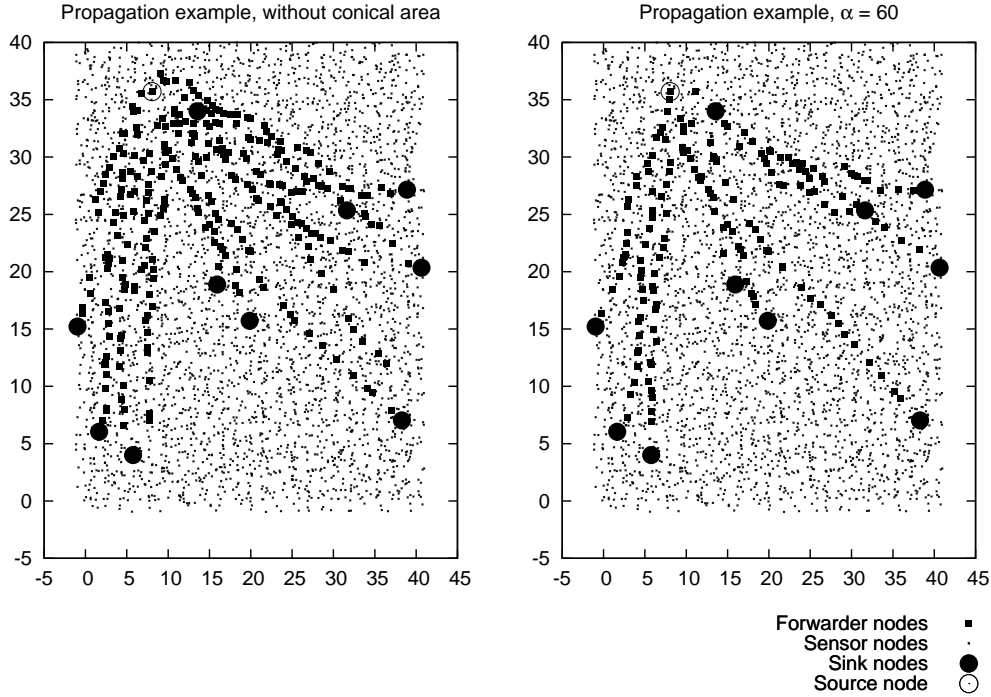 Propagation example, without conical area
40
35
30
25
20
15
10
5
0
-5
-5 0 5 10 15 20 25 30 35 40 45
Propagation example, α = 60
40
35
30
25
20
15
10
5
0
-5
-5 0 5 10 15 20 25 30 35 40 45
Forwarder nodes
Sensor nodes
Sink nodes
Source node